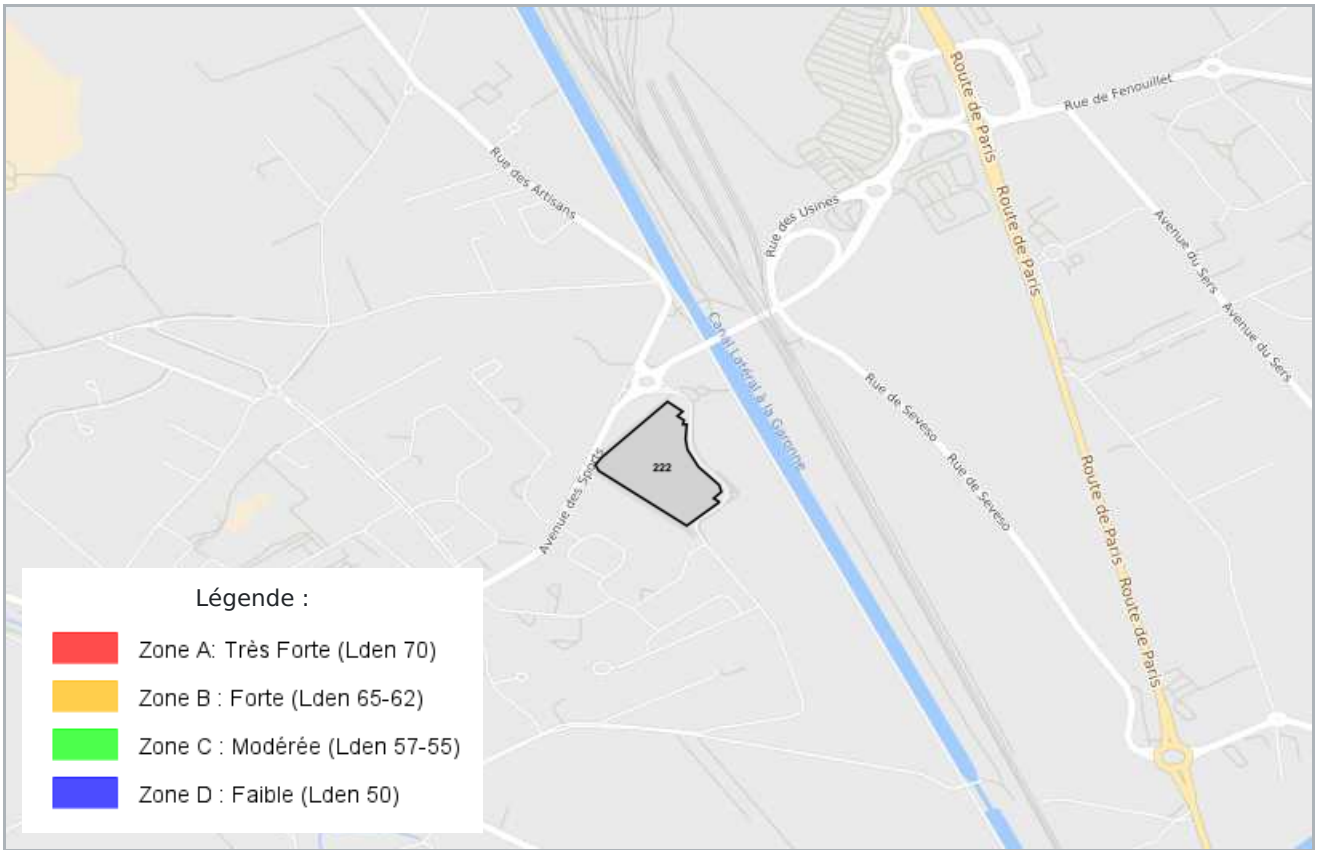 Route de Paris
Rue de Fenouillet
Rue des Artisans
Route de Paris
Rue des Usines
Avenue du Sers
Avenue du Sers
Canal Latéral à la Garonne
Rue de Seveso
Rue de Seveso
222
Avenue des Sports
Route de Paris
Route de Paris
Légende :
Zone A: Très Forte (Lden 70)
Zone B : Forte (Lden 65-62)
Zone C : Modérée (Lden 57-55)
Zone D : Faible (Lden 50)